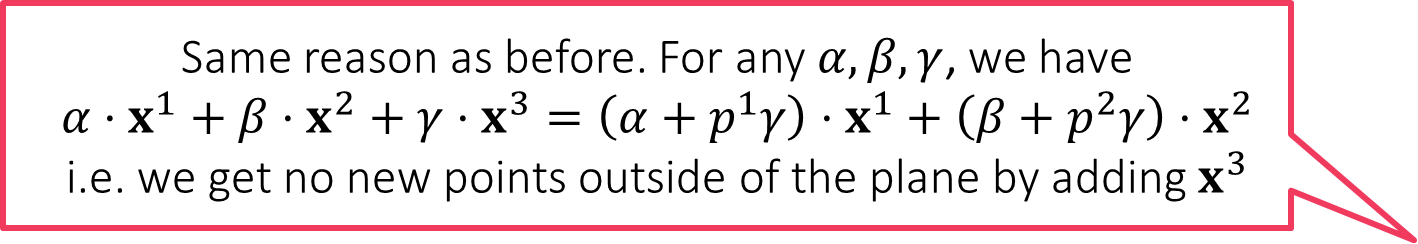 Same reason as before. For any α, β, γ, we have
α · x¹ + β · x² + γ · x³ = (α + p¹γ) · x¹ + (β + p²γ) · x²
i.e. we get no new points outside of the plane by adding x³